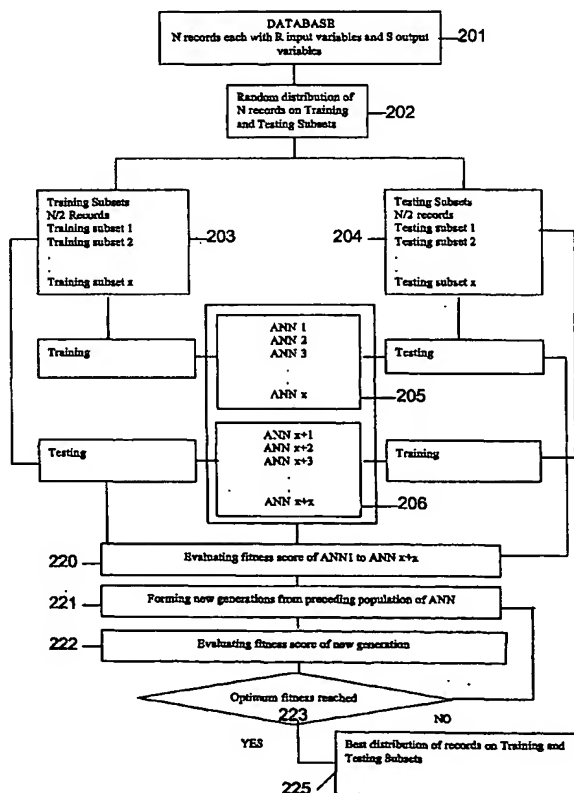 DATABASE
N records each with R input variables and S output
variables
201
Random distribution of
N records on Training
and Testing Subsets
202
Training Subsets
N/2 Records
Training subset 1
Training subset 2
.
.
Training subset x
203
204
Testing Subsets
N/2 records
Testing subset 1
Testing subset 2
.
.
Testing subset x
Training
ANN 1
ANN 2
ANN 3
.
.
ANN x
205
Testing
Testing
ANN x+1
ANN x+2
ANN x+3
.
.
ANN x+x
206
Training
220
Evaluating fitness score of ANN1 to ANN x+x
221
Forming new generations from preceding population of ANN
222
Evaluating fitness score of new generation
Optimum fitness reached
223
NO
YES
Best distribution of records on Training and
Testing Subsets
225